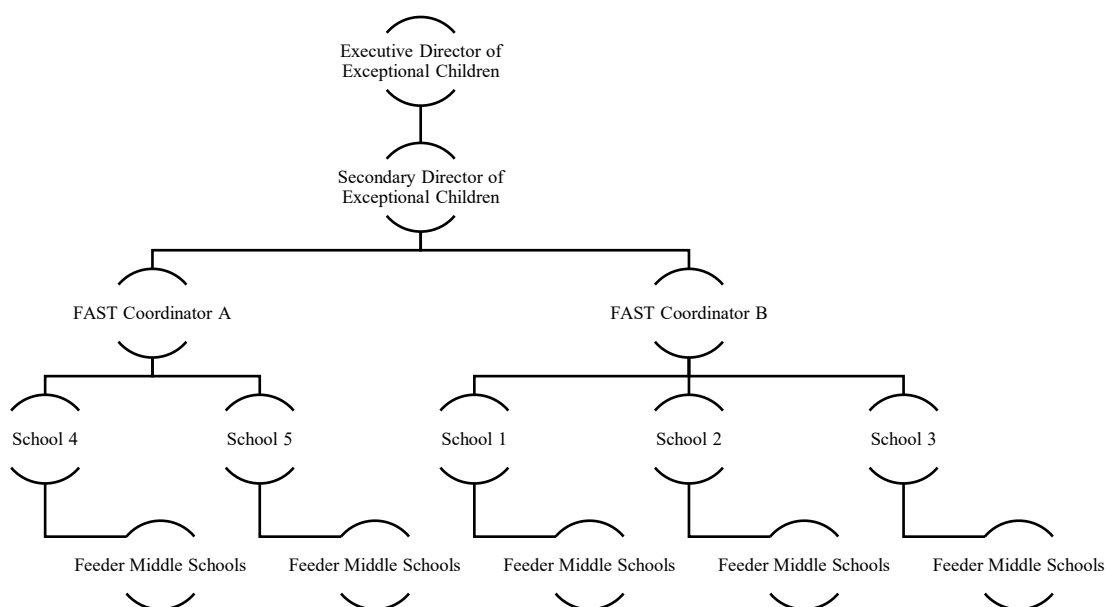 Executive Director of
Exceptional Children
Secondary Director of
Exceptional Children
FAST Coordinator A
FAST Coordinator B
School 4
School 5
School 1
School 2
School 3
Feeder Middle Schools
Feeder Middle Schools
Feeder Middle Schools
Feeder Middle Schools
Feeder Middle Schools